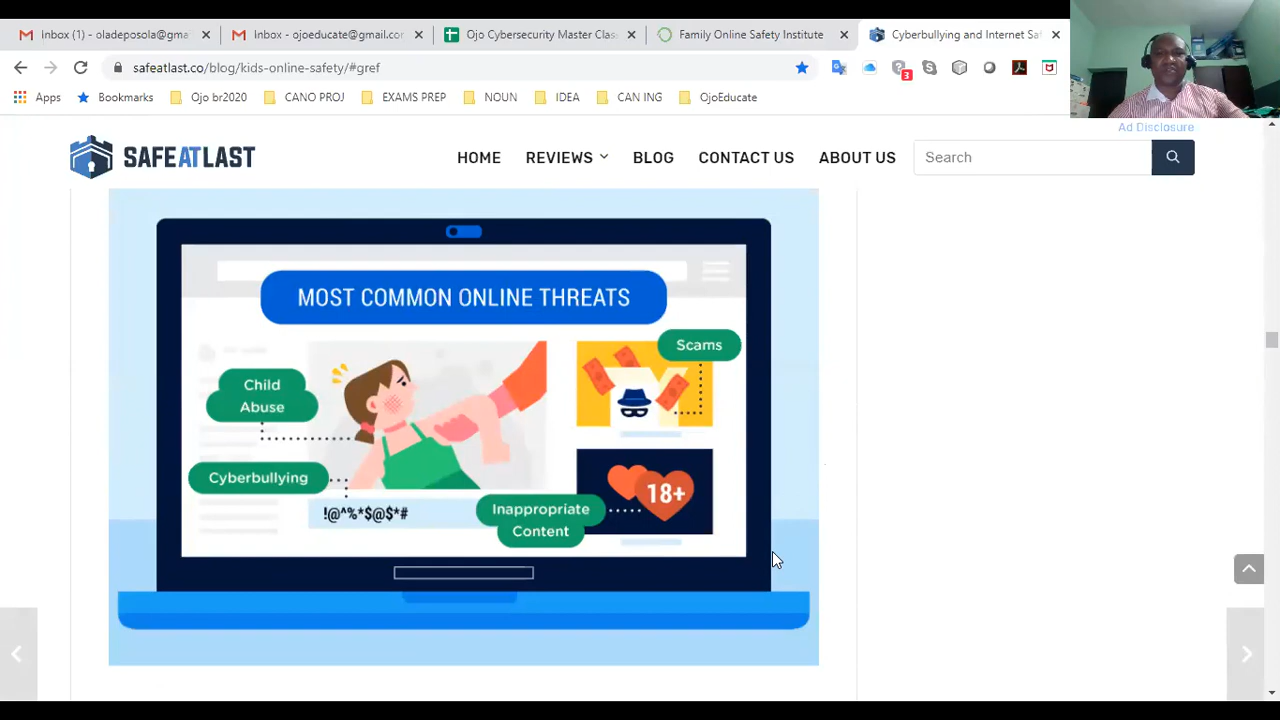 Inbox (1) - oladeposola@gma
Inbox - ojoeducate@gmail.co
Ojo Cybersecurity Master Clas
Family Online Safety Institute
Cyberbullying and Internet Saf
safeatlast.co/blog/kids-online-safety/#gref
3
Apps
Bookmarks
Ojo br2020
CANO PROJ
EXAMS PREP
NOUN
IDEA
CAN ING
OjoEducate
Ad Disclosure
SAFEATLAST
HOME
REVIEWS
BLOG
CONTACT US
ABOUT US
Search
MOST COMMON ONLINE THREATS
Scams
Child
Abuse
Cyberbullying
!@^%*$@$*#
18+
Inappropriate
Content